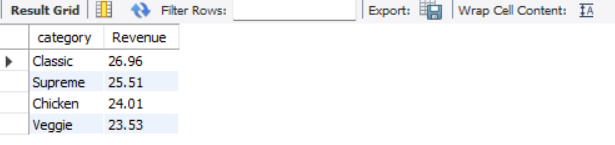 Result Grid Filter Rows: Export: Wrap Cell Content:
category Revenue
Classic 26.96
Supreme 25.51
Chicken 24.01
Veggie 23.53